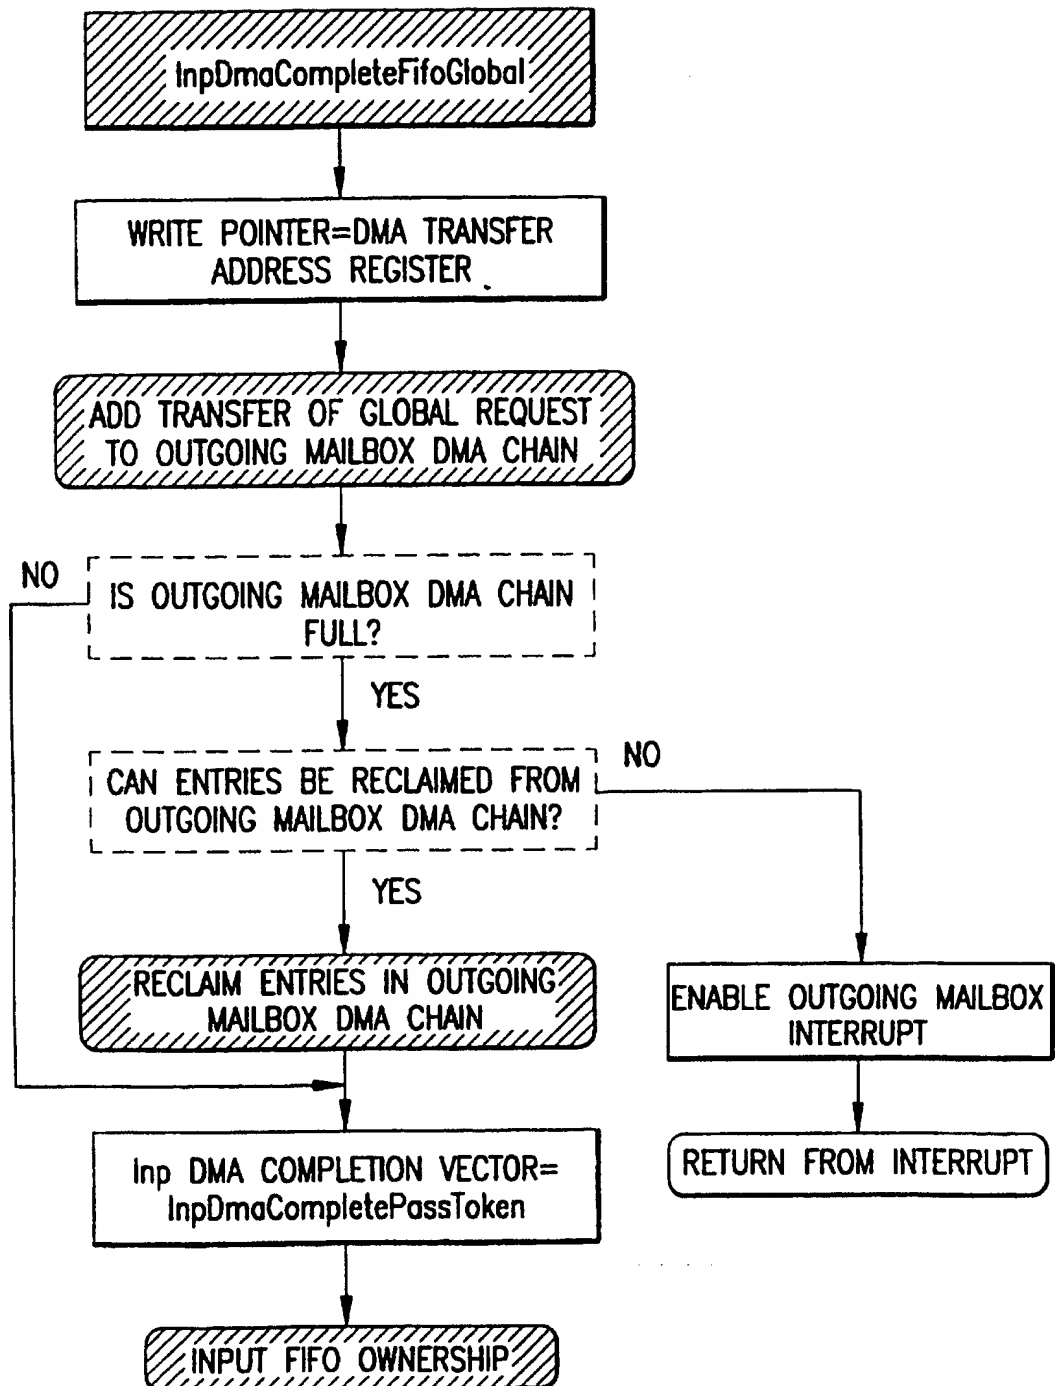 InpDmaCompleteFifoGlobal
WRITE POINTER=DMA TRANSFER
ADDRESS REGISTER
ADD TRANSFER OF GLOBAL REQUEST
TO OUTGOING MAILBOX DMA CHAIN
NO
IS OUTGOING MAILBOX DMA CHAIN
FULL?
YES
NO
CAN ENTRIES BE RECLAIMED FROM
OUTGOING MAILBOX DMA CHAIN?
YES
RECLAIM ENTRIES IN OUTGOING
MAILBOX DMA CHAIN
ENABLE OUTGOING MAILBOX
INTERRUPT
Inp DMA COMPLETION VECTOR=
InpDmaCompletePassToken
RETURN FROM INTERRUPT
INPUT FIFO OWNERSHIP